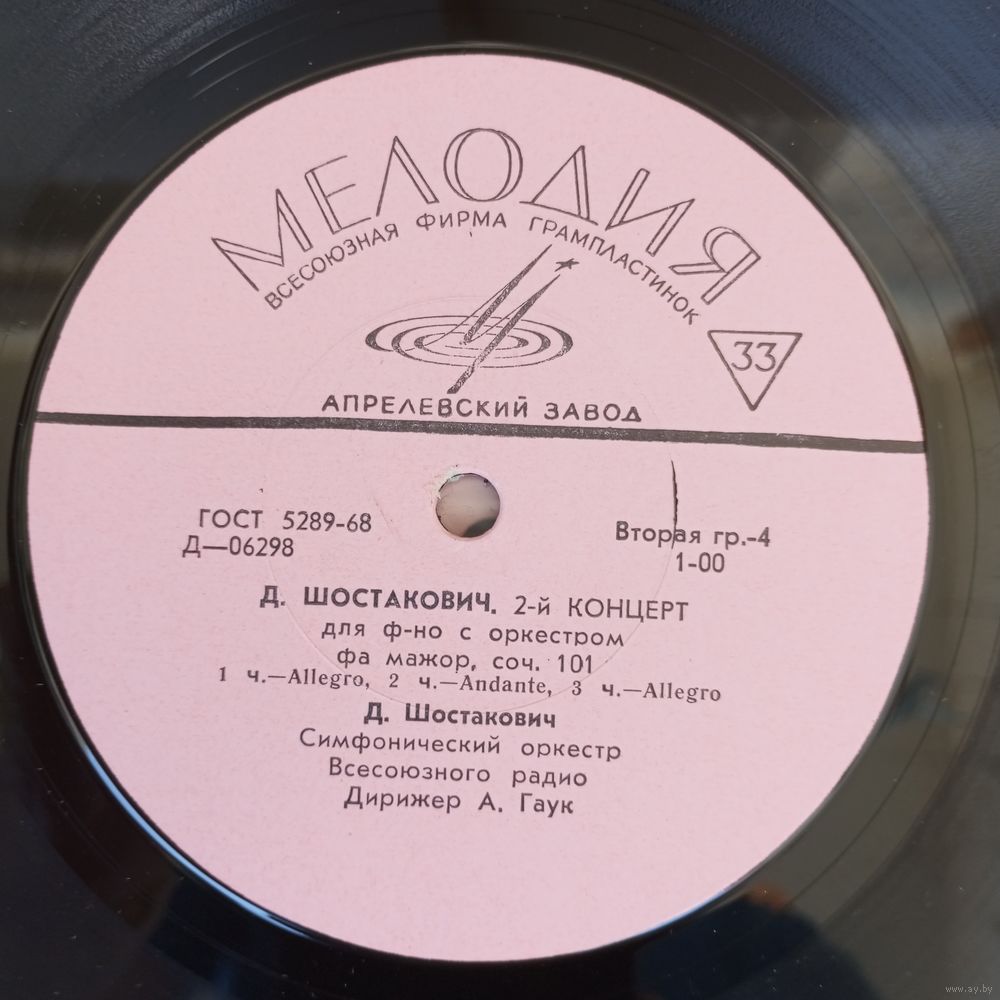 МЕЛОДИЯ
ВСЕСОЮЗНАЯ ФИРМА ГРАМПЛАСТИНОК
33
АПРЕЛЕВСКИЙ ЗАВОД
ГОСТ 5289-68
Д—06298
Вторая гр.-4
1-00
Д. ШОСТАКОВИЧ. 2-й КОНЦЕРТ
для ф-но с оркестром
фа мажор, соч. 101
1 ч.—Allegro, 2 ч.—Andante, 3 ч.—Allegro
Д. Шостакович
Симфонический оркестр
Всесоюзного радио
Дирижер А. Гаук
www.ay.by